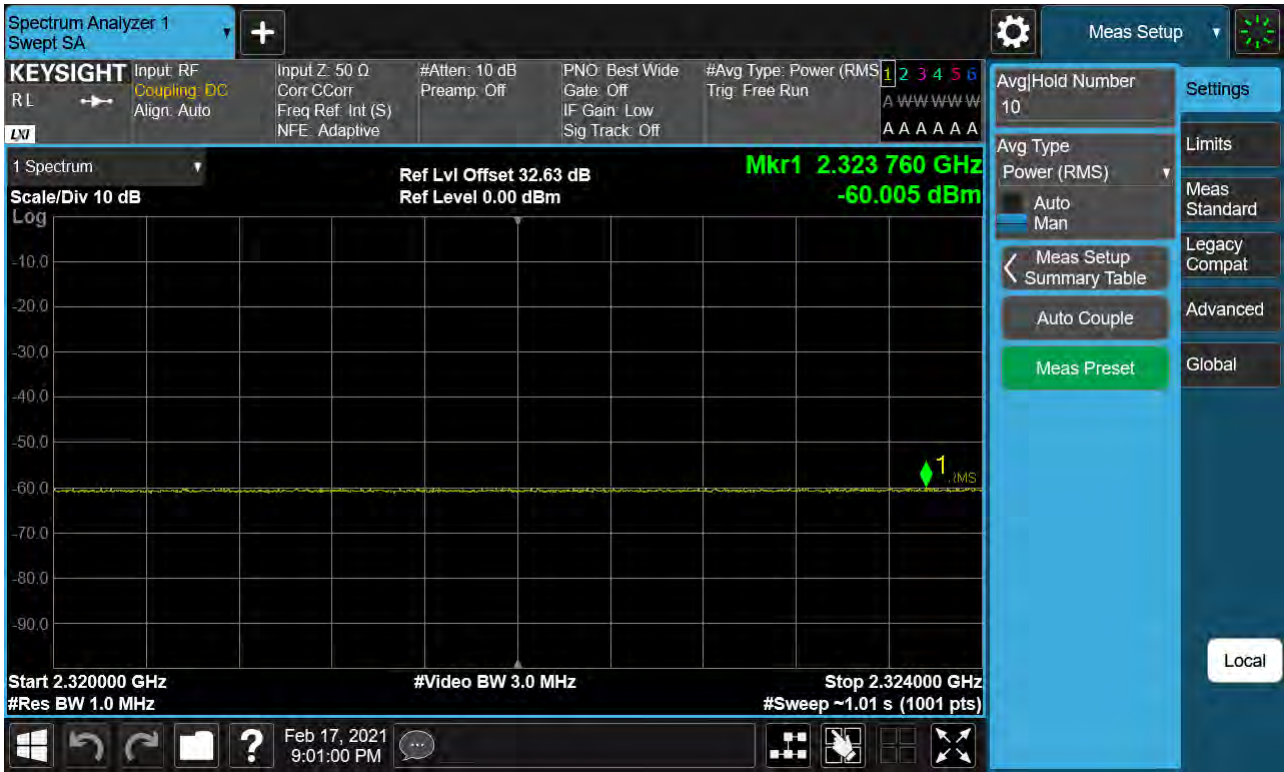 Spectrum Analyzer 1
Swept SA
Meas Setup
KEYSIGHT
RL
LXI
Input: RF
Coupling: DC
Align: Auto
Input Z: 50 Ω
Corr CCorr
Freq Ref: Int (S)
NFE: Adaptive
#Atten: 10 dB
Preamp: Off
PNO: Best Wide
Gate: Off
IF Gain: Low
Sig Track: Off
#Avg Type: Power (RMS
Trig: Free Run
1 2 3 4 5 6
A W W W W W
A A A A A A
1 Spectrum
Scale/Div 10 dB
Log
Ref Lvl Offset 32.63 dB
Ref Level 0.00 dBm
Mkr1 2.323 760 GHz
-60.005 dBm
-10.0
-20.0
-30.0
-40.0
-50.0
-60.0
-70.0
-80.0
-90.0
1
RMS
Start 2.320000 GHz
#Res BW 1.0 MHz
#Video BW 3.0 MHz
Stop 2.324000 GHz
#Sweep ~1.01 s (1001 pts)
Avg|Hold Number
10
Avg Type
Power (RMS)
Auto
Man
Meas Setup
Summary Table
Auto Couple
Meas Preset
Settings
Limits
Meas
Standard
Legacy
Compat
Advanced
Global
Local
?
Feb 17, 2021
9:01:00 PM